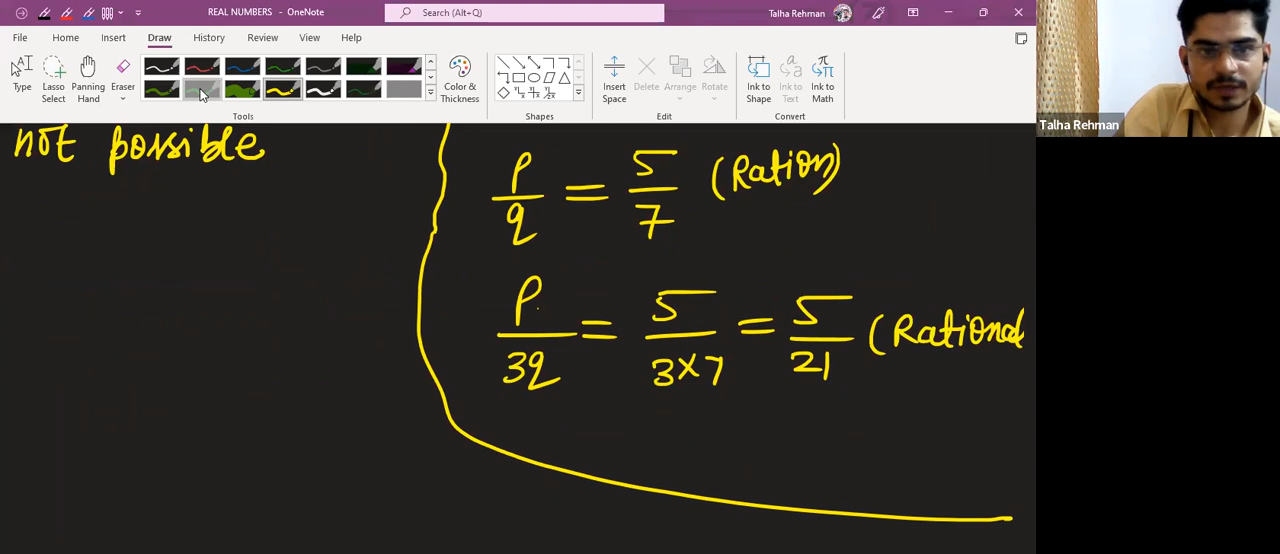 REAL NUMBERS - OneNote
Search (Alt+Q)
Talha Rehman
File Home Insert Draw History Review View Help
Type
Lasso Select
Panning Hand
Eraser
Color & Thickness
Insert Space
Delete
Arrange
Rotate
Ink to Shape
Ink to Text
Ink to Math
Tools Shapes Edit Convert
Talha Rehman
not possible
p/q = 5/7 (Ration)
p/3q = 5/3×7 = 5/21 (Rational